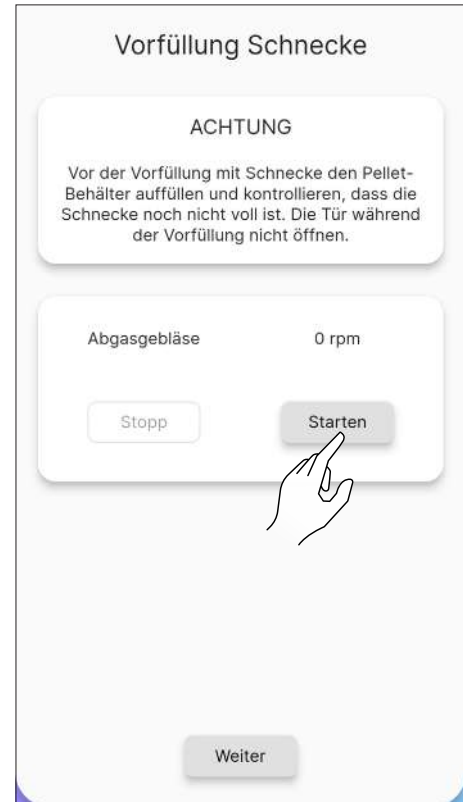 Vorfüllung Schnecke
ACHTUNG
Vor der Vorfüllung mit Schnecke den Pellet-
Behälter auffüllen und kontrollieren, dass die
Schnecke noch nicht voll ist. Die Tür während
der Vorfüllung nicht öffnen.
Abgasgebläse 0 rpm
Stopp Starten
Weiter